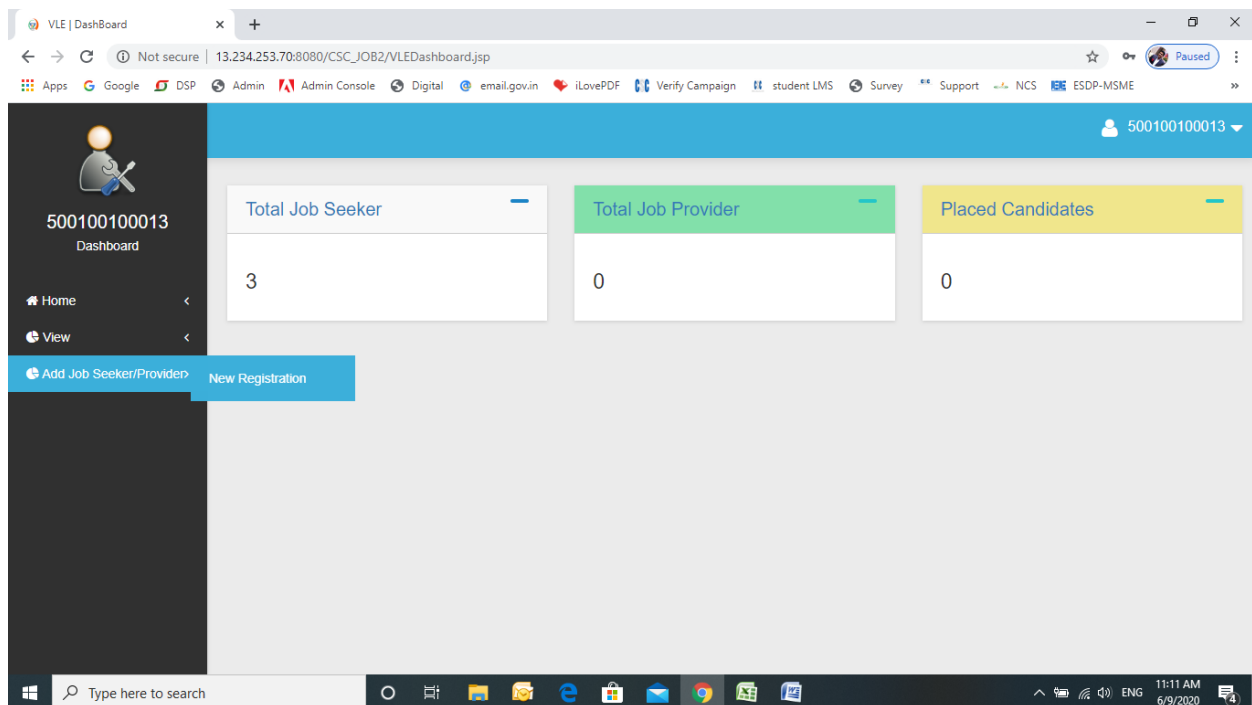 VLE | DashBoard
Not secure | 13.234.253.70:8080/CSC_JOB2/VLEDashboard.jsp
Paused
Apps Google DSP Admin Admin Console Digital email.gov.in iLovePDF Verify Campaign student LMS Survey Support NCS ESDP-MSME »
500100100013
500100100013
Dashboard
Home
View
Add Job Seeker/Provider
New Registration
Total Job Seeker
3
Total Job Provider
0
Placed Candidates
0
Type here to search
ENG
11:11 AM
6/9/2020
4